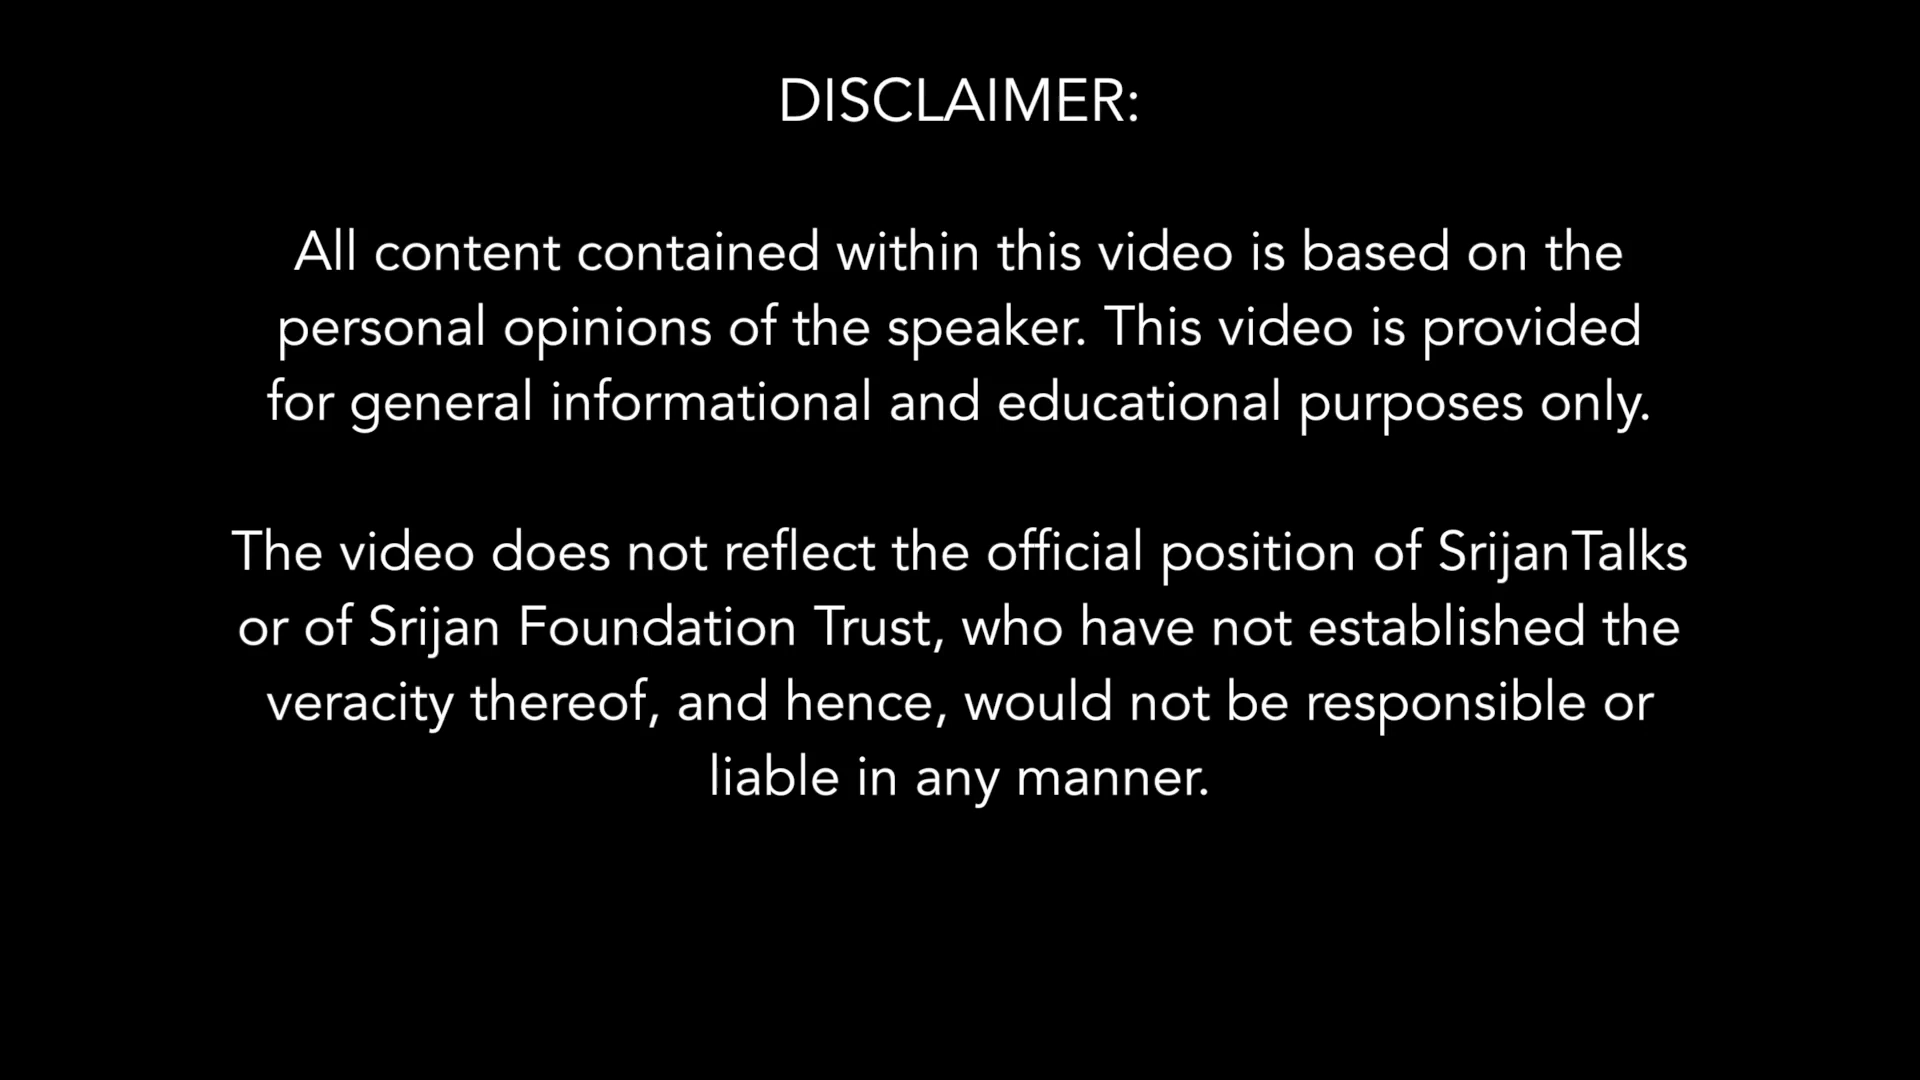 DISCLAIMER:
All content contained within this video is based on the
personal opinions of the speaker. This video is provided
for general informational and educational purposes only.
The video does not reflect the official position of SrijanTalks
or of Srijan Foundation Trust, who have not established the
veracity thereof, and hence, would not be responsible or
liable in any manner.